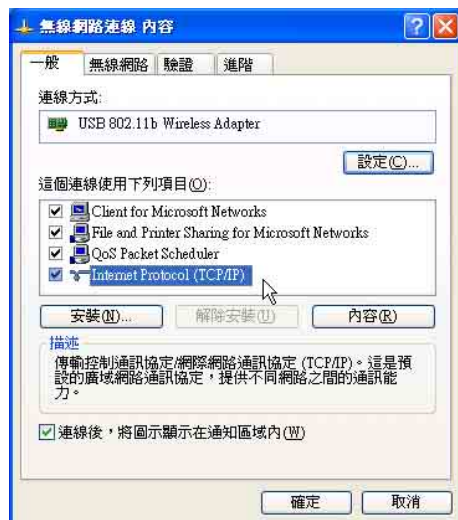 無線網路連線 內容
一般 無線網路 驗證 進階
連線方式:
USB 802.11b Wireless Adapter
設定(C)...
這個連線使用下列項目(O):
Client for Microsoft Networks
File and Printer Sharing for Microsoft Networks
QoS Packet Scheduler
Internet Protocol (TCP/IP)
安裝(N)... 解除安裝(U) 內容(R)
描述
傳輸控制通訊協定/網際網路通訊協定 (TCP/IP)。這是預
設的廣域網路通訊協定，提供不同網路之間的通訊能
力。
連線後，將圖示顯示在通知區域內(W)
確定 取消